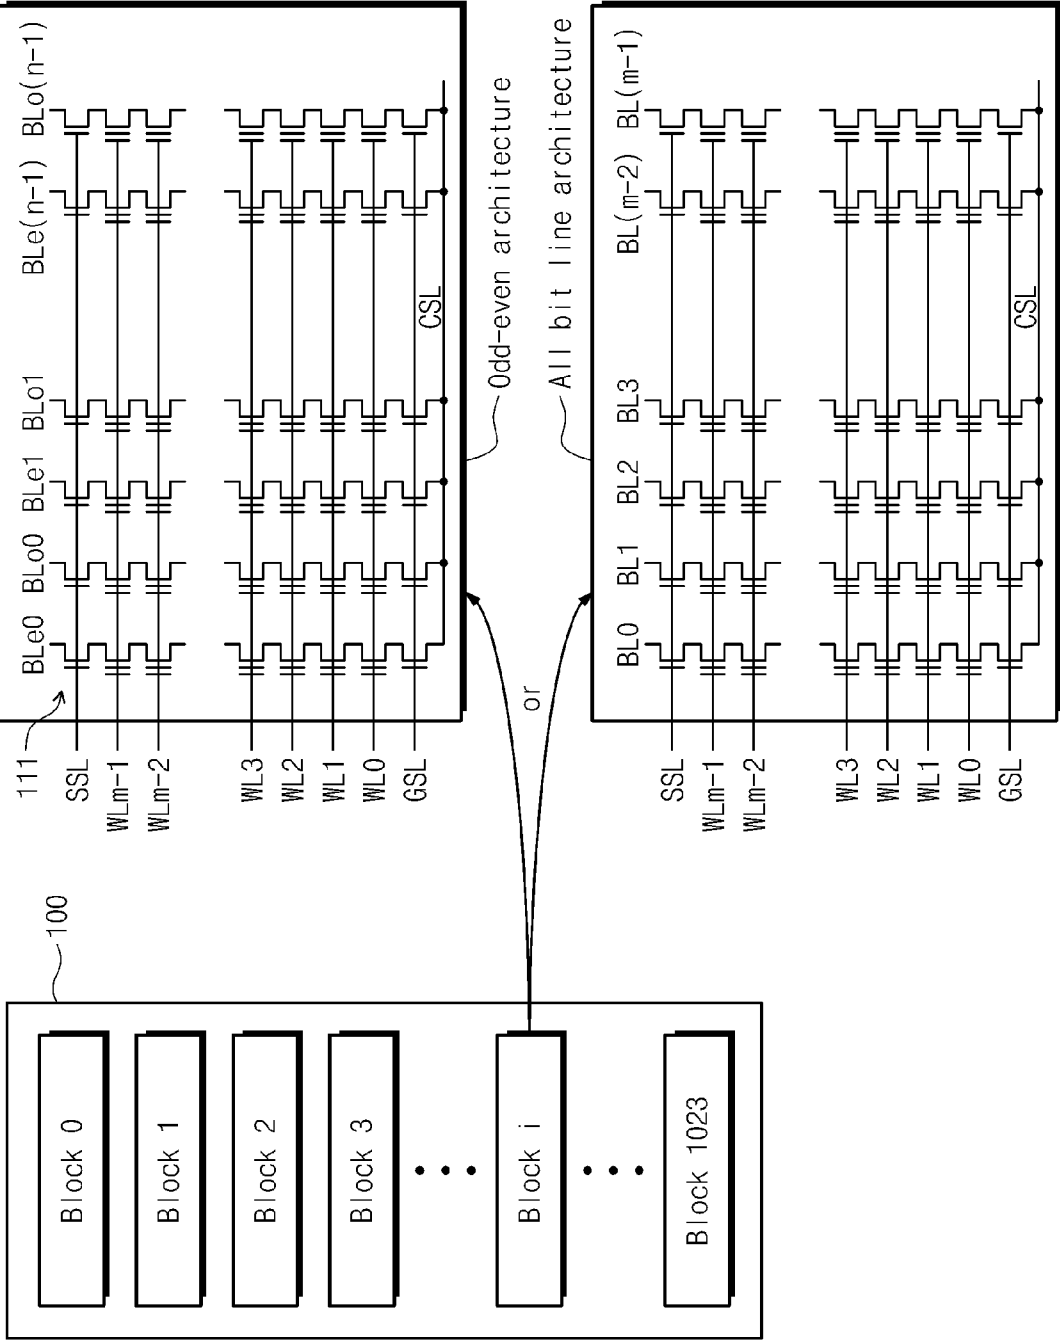 100
Block 0
Block 1
Block 2
Block 3
Block i
Block 1023
or
111
BLe0 BLo0 BLe1 BLo1 BLe(n-1) BLo(n-1)
SSL
WLm-1
WLm-2
WL3
WL2
WL1
WL0
GSL
CSL
Odd-even architecture
All bit line architecture
BL0 BL1 BL2 BL3 BL(m-2) BL(m-1)
SSL
WLm-1
WLm-2
WL3
WL2
WL1
WL0
GSL
CSL